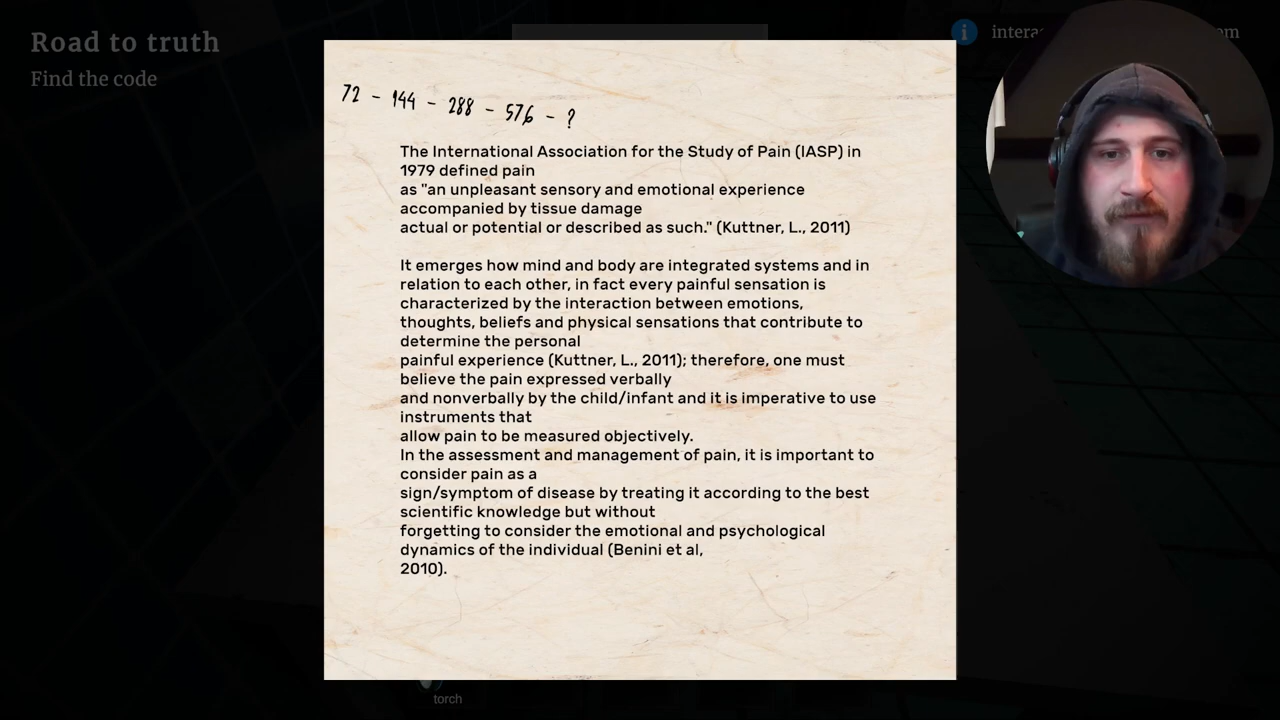 Road to truth
Find the code
72 - 144 - 288 - 576 - ?
The International Association for the Study of Pain (IASP) in
1979 defined pain
as "an unpleasant sensory and emotional experience
accompanied by tissue damage
actual or potential or described as such." (Kuttner, L., 2011)
It emerges how mind and body are integrated systems and in
relation to each other, in fact every painful sensation is
characterized by the interaction between emotions,
thoughts, beliefs and physical sensations that contribute to
determine the personal
painful experience (Kuttner, L., 2011); therefore, one must
believe the pain expressed verbally
and nonverbally by the child/infant and it is imperative to use
instruments that
allow pain to be measured objectively.
In the assessment and management of pain, it is important to
consider pain as a
sign/symptom of disease by treating it according to the best
scientific knowledge but without
forgetting to consider the emotional and psychological
dynamics of the individual (Benini et al,
2010).
torch